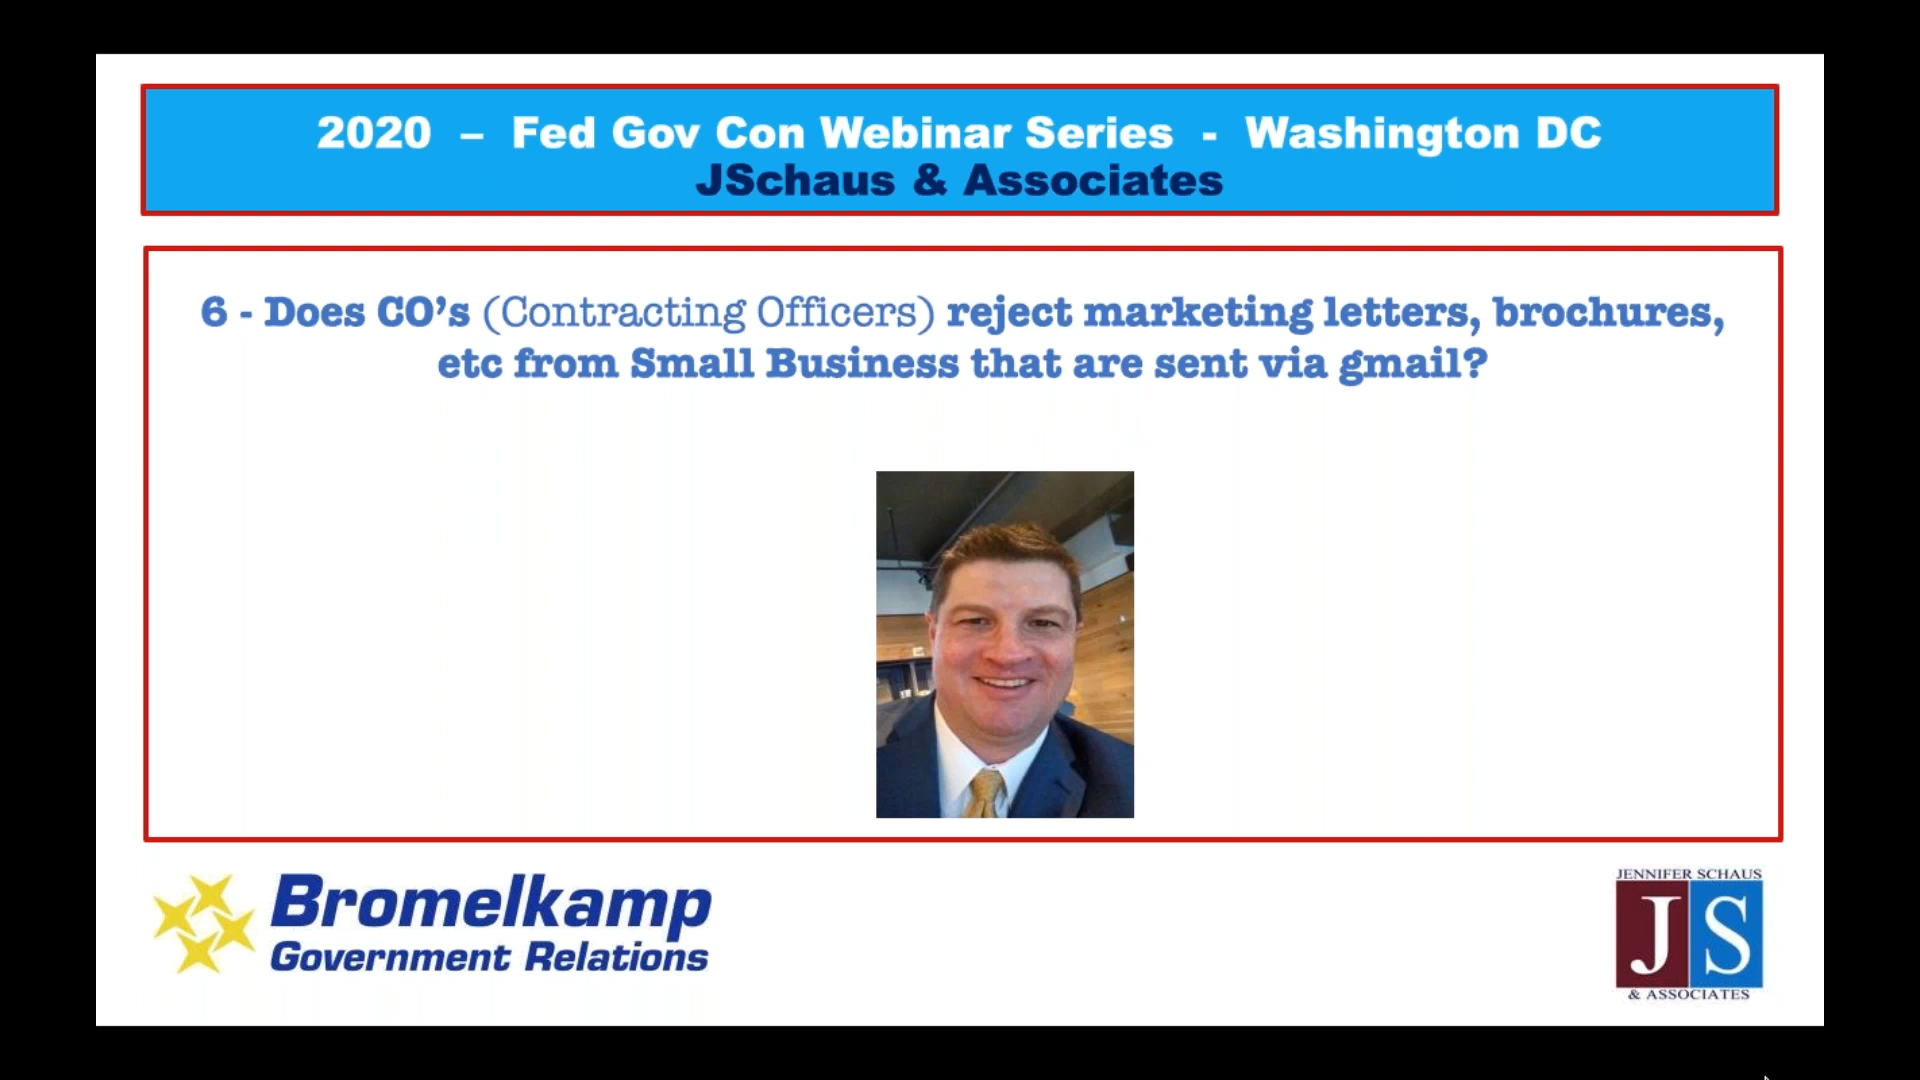 2020 – Fed Gov Con Webinar Series - Washington DC
JSchaus & Associates
6 - Does CO’s (Contracting Officers) reject marketing letters, brochures,
etc from Small Business that are sent via gmail?
Bromelkamp
Government Relations
JENNIFER SCHAUS
JS
& ASSOCIATES